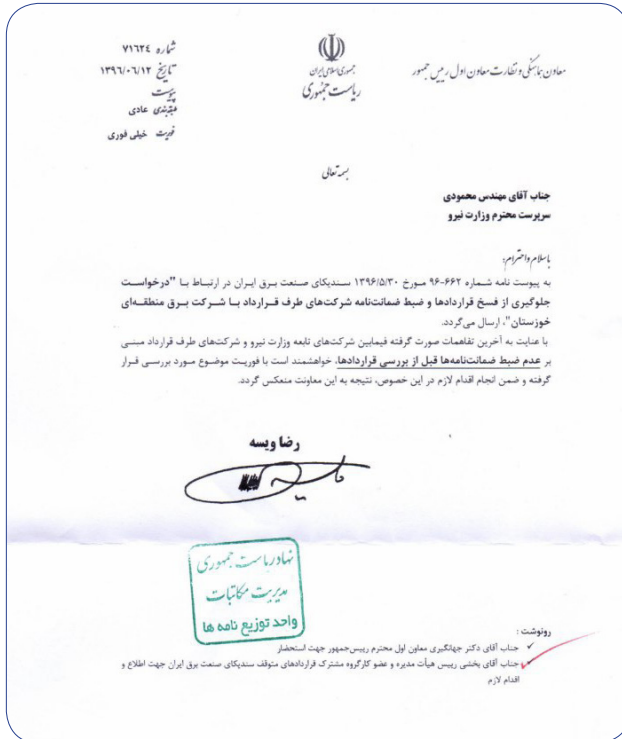 شماره ۷۱۶۲٤
تاریخ ۱۳۹٦/۰٦/۱۲
پیوست
طبقه‌بندی عادی
فوریت خیلی فوری
جمهوری اسلامی ایران
ریاست جمهوری
معاون هماهنگی و نظارت معاون اول رییس جمهور
بسمه تعالی
جناب آقای مهندس محمودی
سرپرست محترم وزارت نیرو
با سلام و احترام؛
به پیوست نامه شماره ۶۶۲-۹۶ مورخ ۱۳۹۶/۵/۳۰ سندیکای صنعت برق ایران در ارتباط با "درخواست
جلوگیری از فسخ قراردادها و ضبط ضمانت‌نامه شرکت‌های طرف قرارداد با شرکت برق منطقه‌ای
خوزستان"، ارسال می‌گردد.
با عنایت به آخرین تفاهمات صورت گرفته فیمابین شرکت‌های تابعه وزارت نیرو و شرکت‌های طرف قرارداد مبنی
بر عدم ضبط ضمانت‌نامه‌ها قبل از بررسی قراردادها، خواهشمند است با فوریت موضوع مورد بررسی قرار
گرفته و ضمن انجام اقدام لازم در این خصوص، نتیجه به این معاونت منعکس گردد.
رضا ویسه
نهاد ریاست جمهوری
مدیریت مکاتبات
واحد توزیع نامه ها
رونوشت :
✓ جناب آقای دکتر جهانگیری معاون اول محترم رییس‌جمهور جهت استحضار
✓ جناب آقای بخشی رییس هیأت مدیره و عضو کارگروه مشترک قراردادهای متوقف سندیکای صنعت برق ایران جهت اطلاع و
اقدام لازم